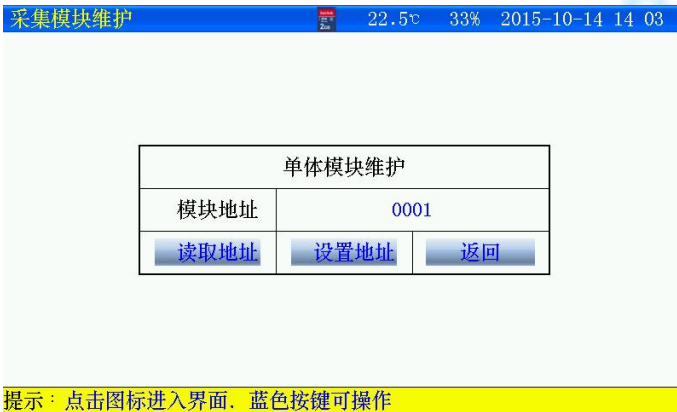 采集模块维护 22.5℃ 33% 2015-10-14 14 03
单体模块维护
模块地址 0001
读取地址 设置地址 返回
提示：点击图标进入界面．蓝色按键可操作